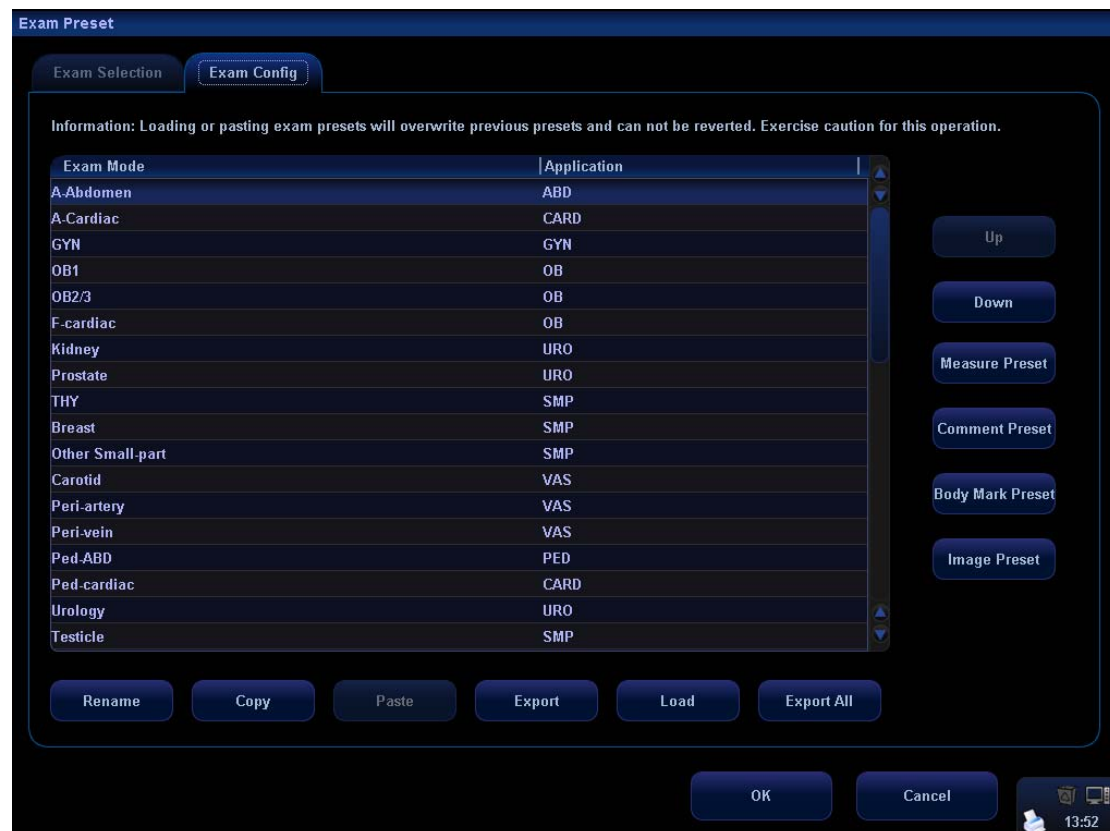 Exam Preset
Exam Selection Exam Config
Information: Loading or pasting exam presets will overwrite previous presets and can not be reverted. Exercise caution for this operation.
Exam Mode Application
A-Abdomen ABD
A-Cardiac CARD
GYN GYN
OB1 OB
OB2/3 OB
F-cardiac OB
Kidney URO
Prostate URO
THY SMP
Breast SMP
Other Small-part SMP
Carotid VAS
Peri-artery VAS
Peri-vein VAS
Ped-ABD PED
Ped-cardiac CARD
Urology URO
Testicle SMP
Up
Down
Measure Preset
Comment Preset
Body Mark Preset
Image Preset
Rename Copy Paste Export Load Export All
OK Cancel
13:52